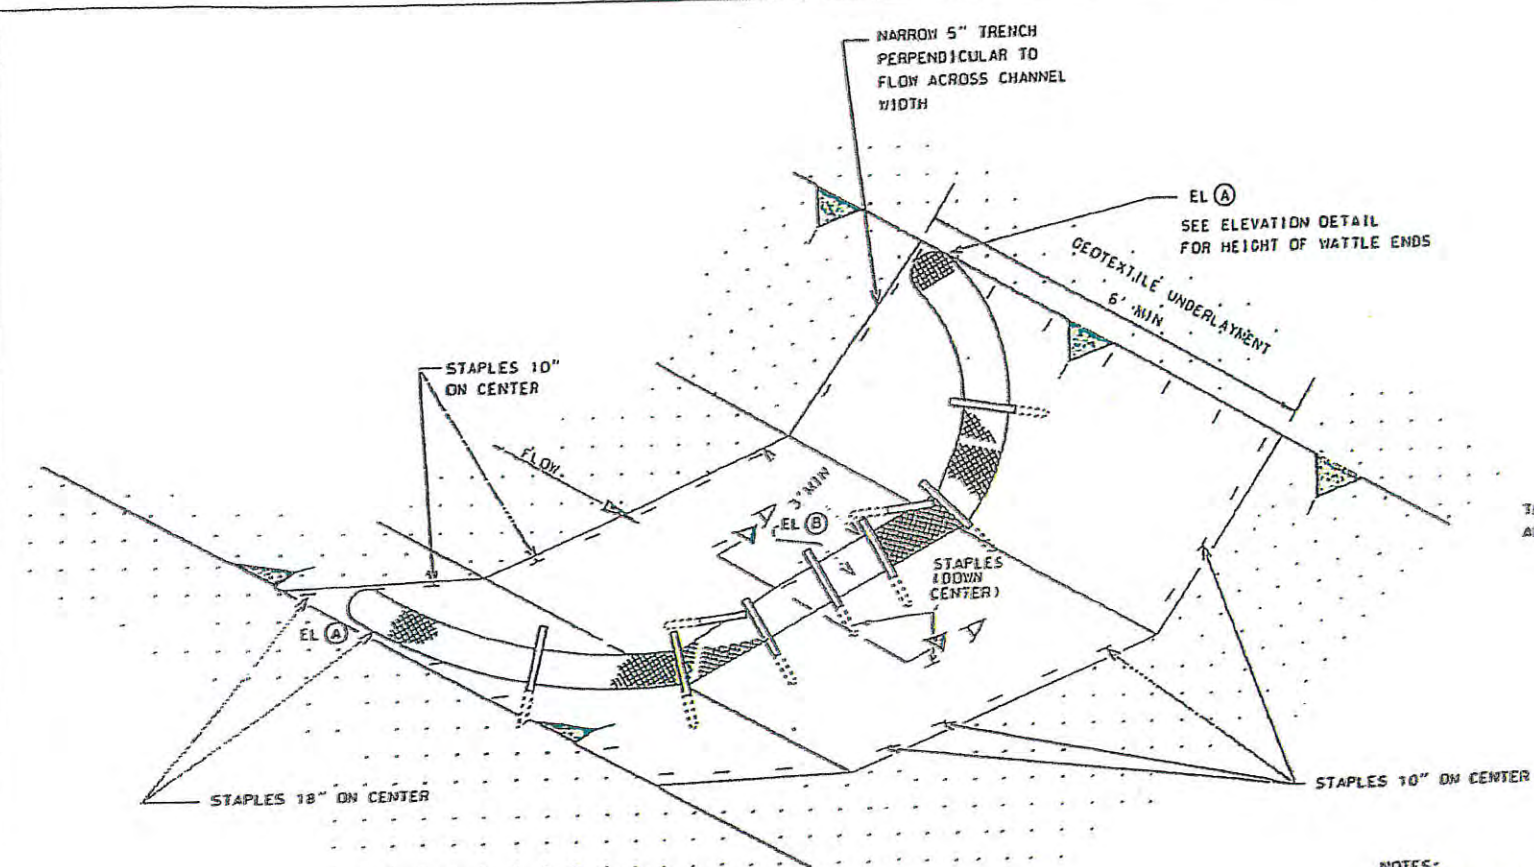 NARROW 5" TRENCH
PERPENDICULAR TO
FLOW ACROSS CHANNEL
WIDTH
EL A
SEE ELEVATION DETAIL
FOR HEIGHT OF WATTLE ENDS
GEOTEXTILE UNDERLAYMENT
6' MIN
STAPLES 10"
ON CENTER
FLOW
3" MIN
EL B
A
STAPLES
(DOWN
CENTER)
A
EL A
STAPLES 18" ON CENTER
STAPLES 10" ON CENTER
NOTES: